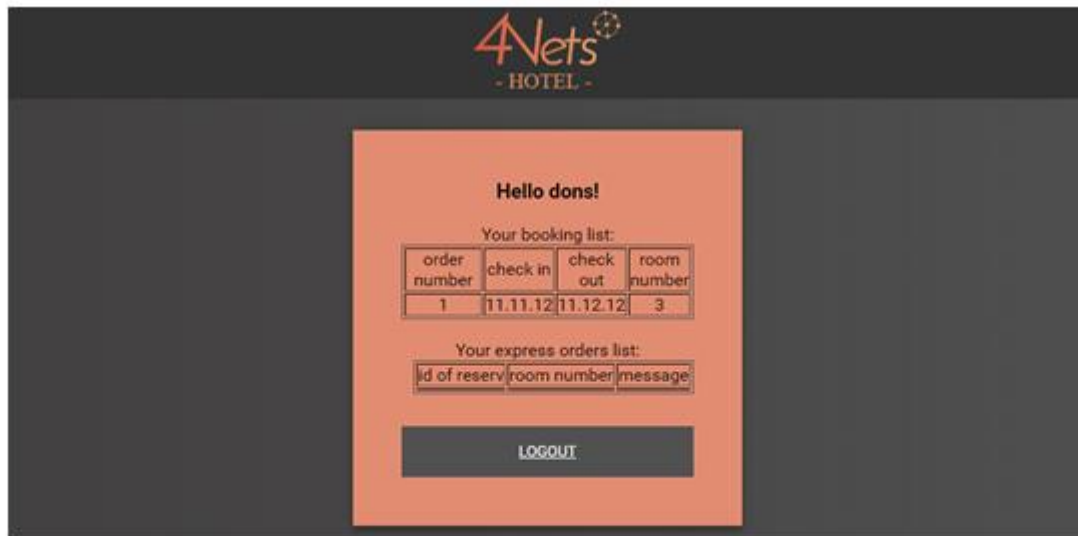 4Nets
- HOTEL -
Hello dons!
Your booking list:
order number check in check out room number
1 11.11.12 11.12.12 3
Your express orders list:
id of reserv room number message
LOGOUT